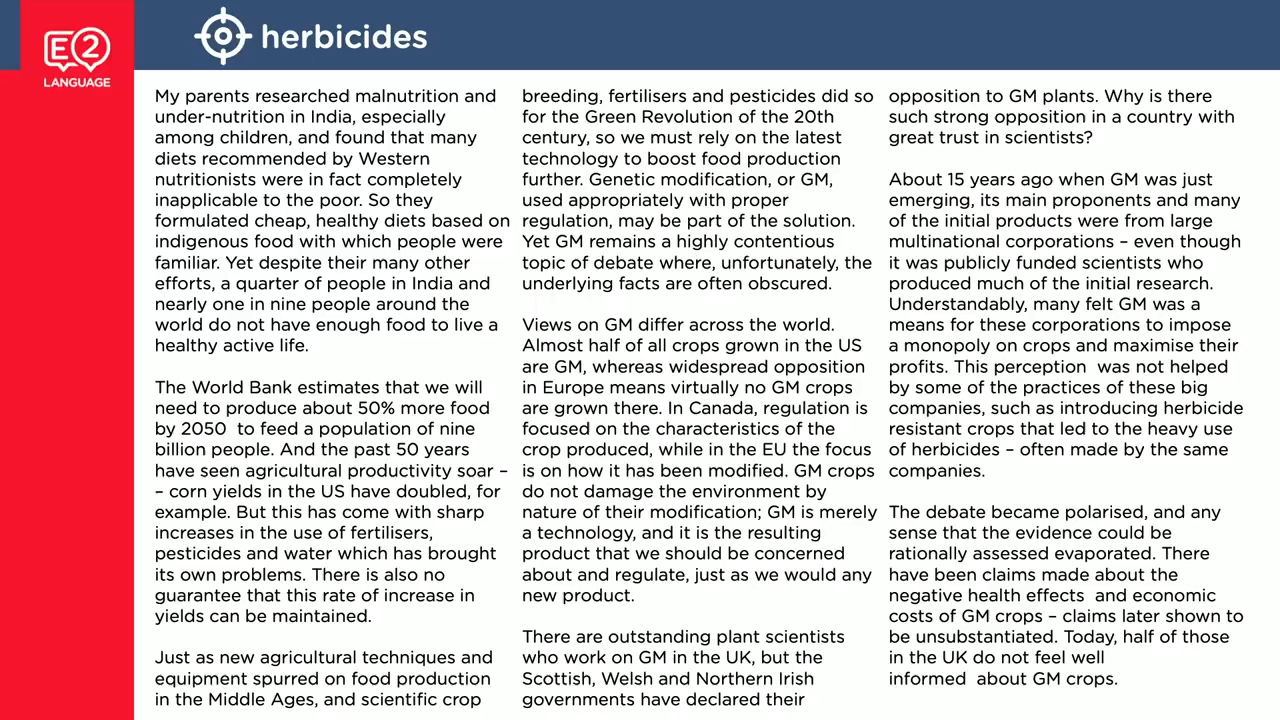 E2
LANGUAGE
herbicides
My parents researched malnutrition and
under-nutrition in India, especially
among children, and found that many
diets recommended by Western
nutritionists were in fact completely
inapplicable to the poor. So they
formulated cheap, healthy diets based on
indigenous food with which people were
familiar. Yet despite their many other
efforts, a quarter of people in India and
nearly one in nine people around the
world do not have enough food to live a
healthy active life.
The World Bank estimates that we will
need to produce about 50% more food
by 2050 to feed a population of nine
billion people. And the past 50 years
have seen agricultural productivity soar –
– corn yields in the US have doubled, for
example. But this has come with sharp
increases in the use of fertilisers,
pesticides and water which has brought
its own problems. There is also no
guarantee that this rate of increase in
yields can be maintained.
Just as new agricultural techniques and
equipment spurred on food production
in the Middle Ages, and scientific crop
breeding, fertilisers and pesticides did so
for the Green Revolution of the 20th
century, so we must rely on the latest
technology to boost food production
further. Genetic modification, or GM,
used appropriately with proper
regulation, may be part of the solution.
Yet GM remains a highly contentious
topic of debate where, unfortunately, the
underlying facts are often obscured.
Views on GM differ across the world.
Almost half of all crops grown in the US
are GM, whereas widespread opposition
in Europe means virtually no GM crops
are grown there. In Canada, regulation is
focused on the characteristics of the
crop produced, while in the EU the focus
is on how it has been modified. GM crops
do not damage the environment by
nature of their modification; GM is merely
a technology, and it is the resulting
product that we should be concerned
about and regulate, just as we would any
new product.
There are outstanding plant scientists
who work on GM in the UK, but the
Scottish, Welsh and Northern Irish
governments have declared their
opposition to GM plants. Why is there
such strong opposition in a country with
great trust in scientists?
About 15 years ago when GM was just
emerging, its main proponents and many
of the initial products were from large
multinational corporations – even though
it was publicly funded scientists who
produced much of the initial research.
Understandably, many felt GM was a
means for these corporations to impose
a monopoly on crops and maximise their
profits. This perception was not helped
by some of the practices of these big
companies, such as introducing herbicide
resistant crops that led to the heavy use
of herbicides – often made by the same
companies.
The debate became polarised, and any
sense that the evidence could be
rationally assessed evaporated. There
have been claims made about the
negative health effects and economic
costs of GM crops – claims later shown to
be unsubstantiated. Today, half of those
in the UK do not feel well
informed about GM crops.